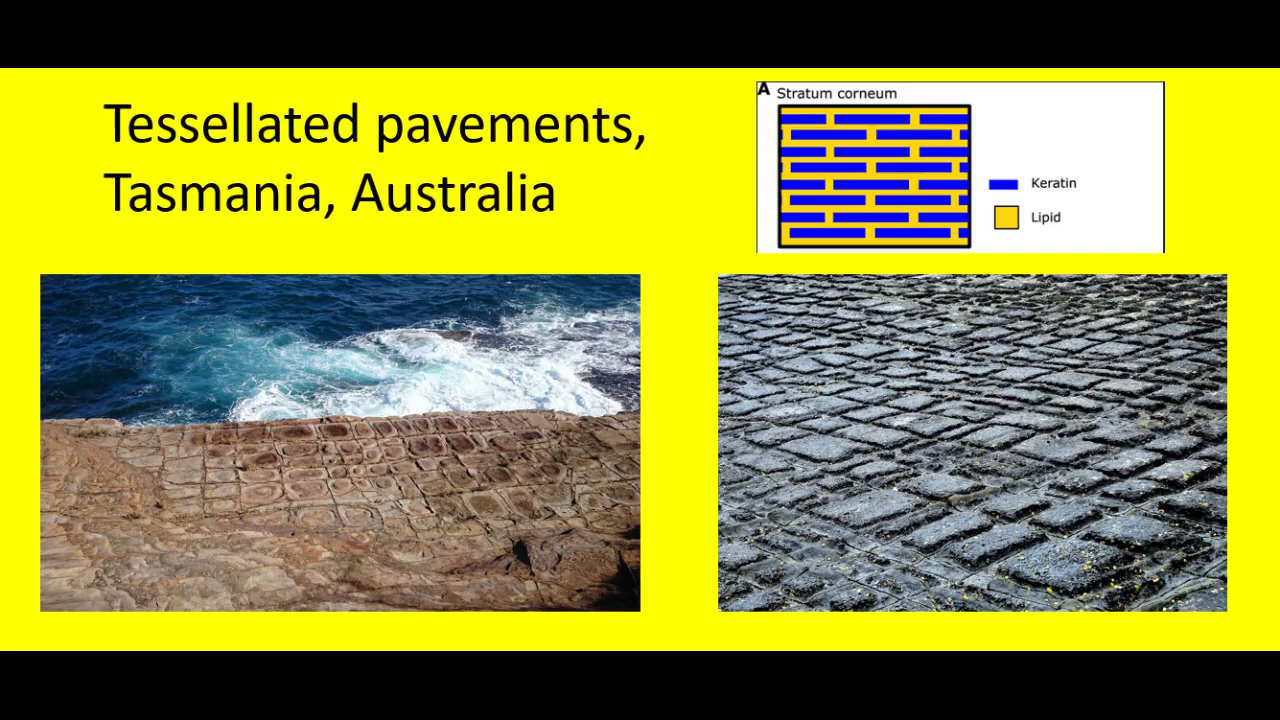 Tessellated pavements,
Tasmania, Australia
A Stratum corneum
Keratin
Lipid